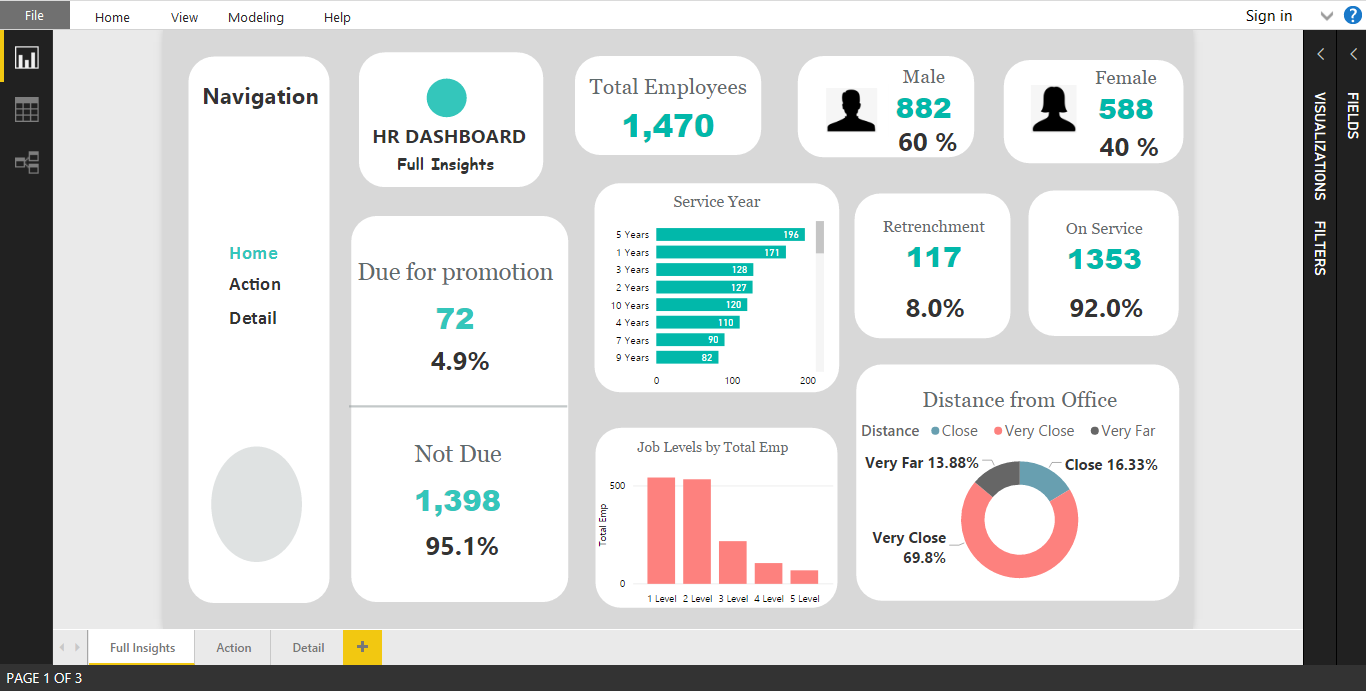 File
Home
View
Modeling
Help
Sign in
?
Navigation
Home
Action
Detail
HR DASHBOARD
Full Insights
Total Employees
1,470
Male
882
60 %
Female
588
40 %
Due for promotion
72
4.9%
Not Due
1,398
95.1%
Service Year
5 Years 196
1 Years 171
3 Years 128
2 Years 127
10 Years 120
4 Years 110
7 Years 90
9 Years 82
0 100 200
Retrenchment
117
8.0%
On Service
1353
92.0%
Job Levels by Total Emp
Total Emp
500
0
1 Level 2 Level 3 Level 4 Level 5 Level
Distance from Office
Distance Close Very Close Very Far
Very Far 13.88%
Close 16.33%
Very Close
69.8%
VISUALIZATIONS
FILTERS
FIELDS
Full Insights
Action
Detail
+
PAGE 1 OF 3